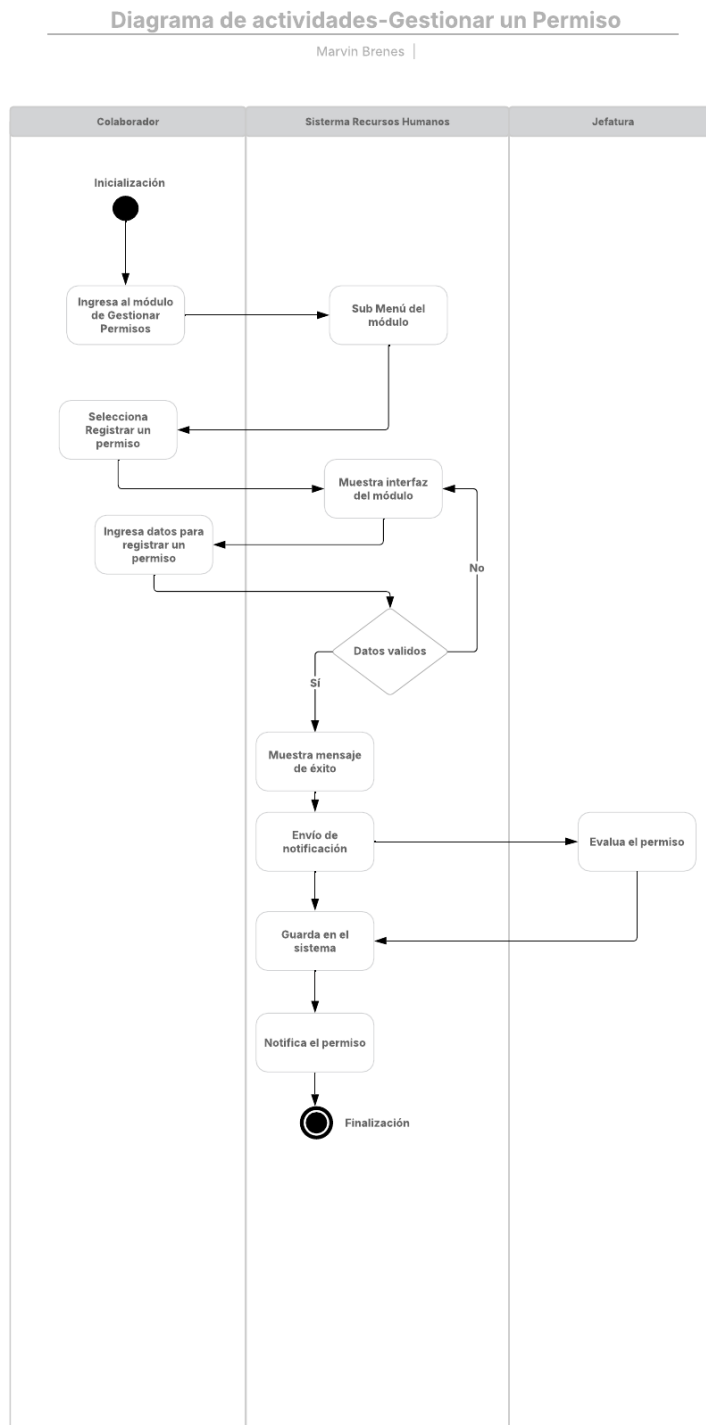 Diagrama de actividades-Gestionar un Permiso
Marvin Brenes |
Colaborador
Sisterma Recursos Humanos
Jefatura
Inicialización
Ingresa al módulo
de Gestionar
Permisos
Sub Menú del
módulo
Selecciona
Registrar un
permiso
Muestra interfaz
del módulo
Ingresa datos para
registrar un
permiso
No
Datos validos
Sí
Muestra mensaje
de éxito
Envío de
notificación
Evalua el permiso
Guarda en el
sistema
Notifica el permiso
Finalización